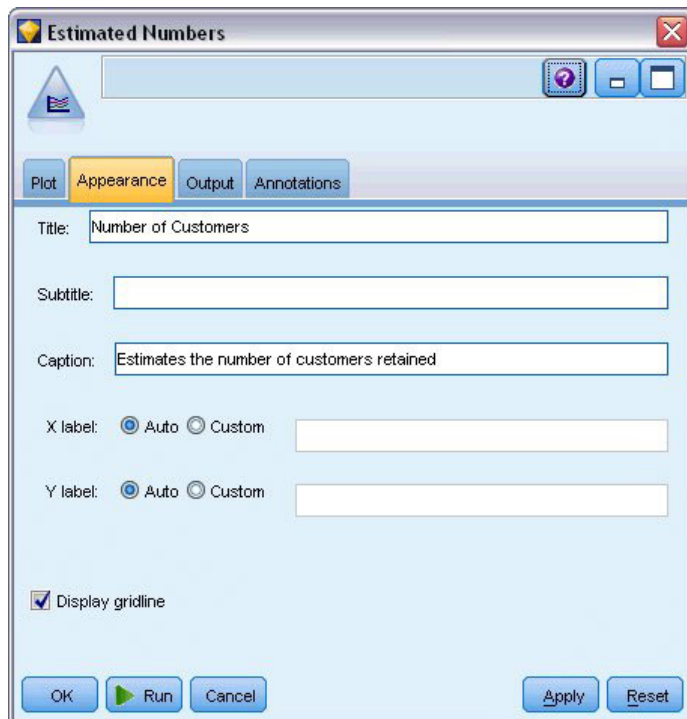 Estimated Numbers
?
Plot Appearance Output Annotations
Title: Number of Customers
Subtitle:
Caption: Estimates the number of customers retained
X label: Auto Custom
Y label: Auto Custom
Display gridline
OK Run Cancel Apply Reset